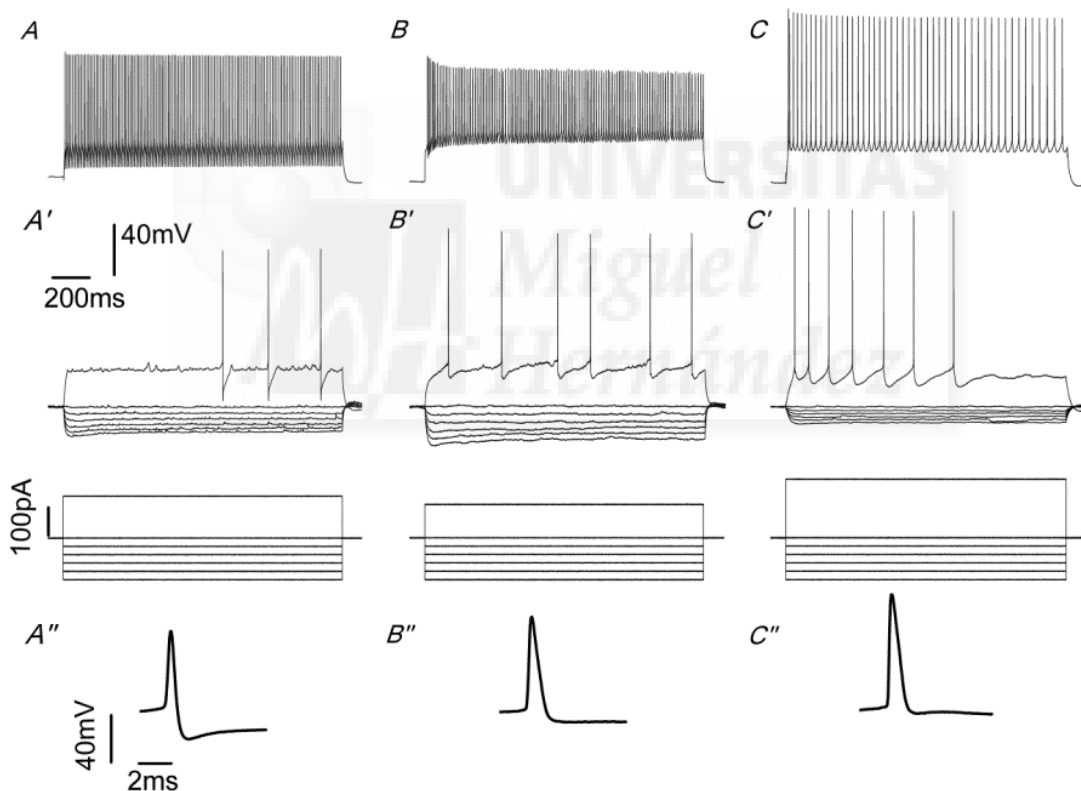 A
B
C
UNIVERSITAS
Miguel
Hernández
A'
B'
C'
40mV
200ms
100pA
A"
B"
C"
40mV
2ms